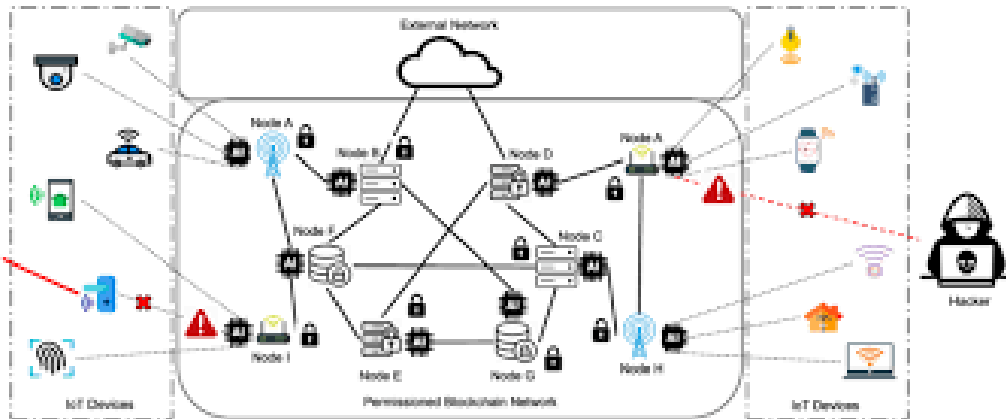 External Network
Node A
Node B
Node D
Node A
Node F
Node C
Hacker
Node I
Node E
Node G
Node H
IoT Devices
Permissioned Blockchain Network
IoT Devices